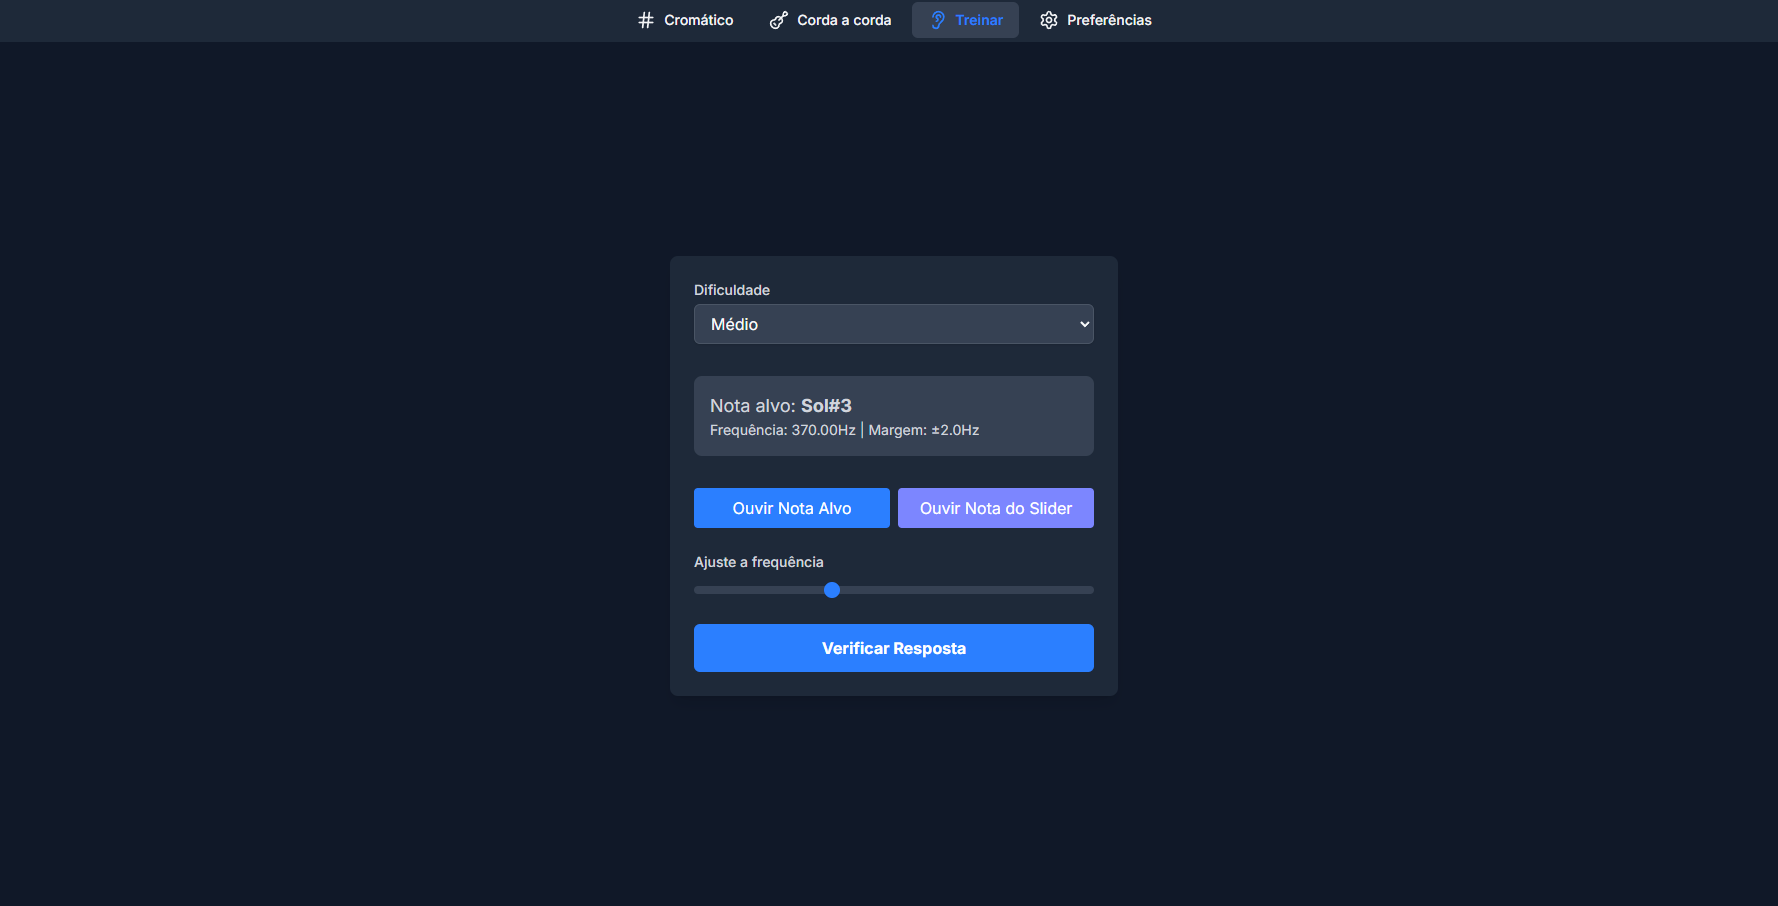 Cromático Corda a corda Treinar Preferências
Dificuldade
Médio
Nota alvo: Sol#3
Frequência: 370.00Hz | Margem: ±2.0Hz
Ouvir Nota Alvo Ouvir Nota do Slider
Ajuste a frequência
Verificar Resposta